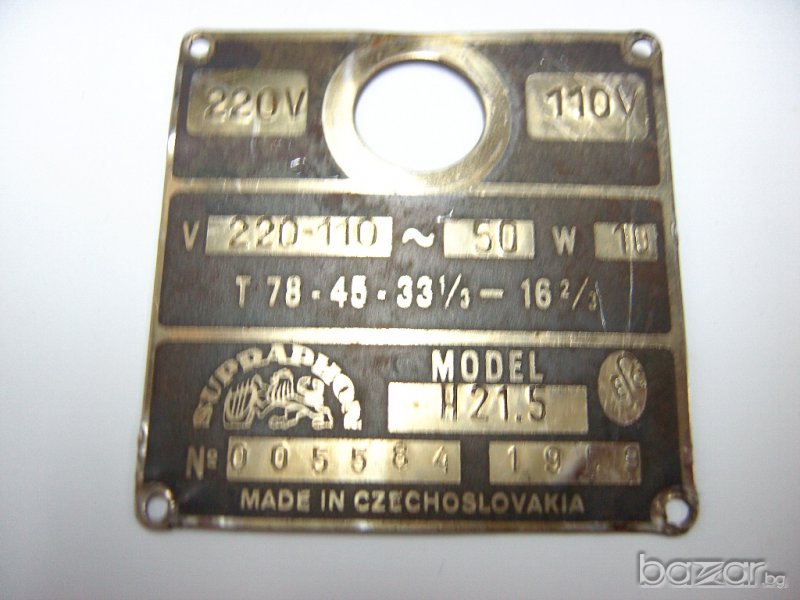 220V 110V
V 220-110 ~ 50 W 18
T 78 - 45 - 33 1/3 - 16 2/3
SUPRAPHON
MODEL
H21.5
№ 005584
MADE IN CZECHOSLOVAKIA
bazar.bg